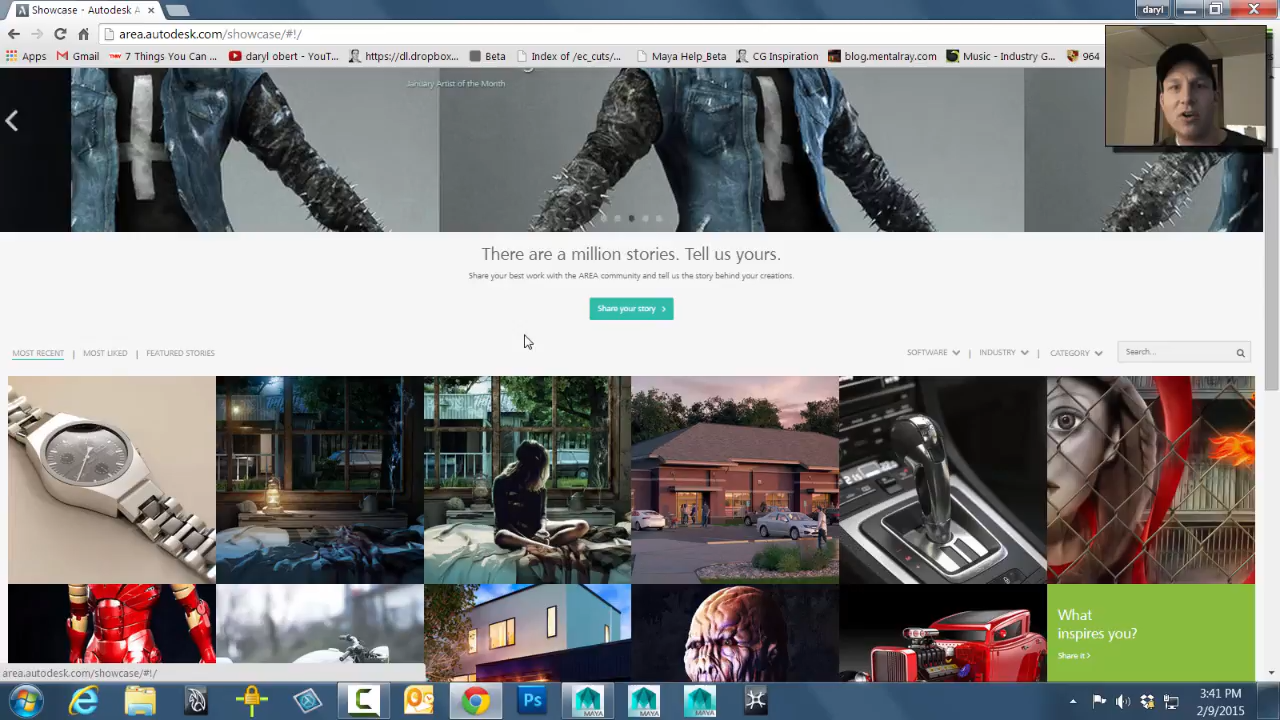 Showcase - Autodesk A
daryl
area.autodesk.com/showcase/#!/
Apps
Gmail
7 Things You Can ...
daryl obert - YouT...
https://dl.dropbox...
Beta
Index of /ec_cuts/...
Maya Help_Beta
CG Inspiration
blog.mentalray.com
Music - Industry G...
964
January Artist of the Month
There are a million stories. Tell us yours.
Share your best work with the AREA community and tell us the story behind your creations.
Share your story
MOST RECENT | MOST LIKED | FEATURED STORIES
SOFTWARE | INDUSTRY | CATEGORY
Search...
What
inspires you?
Share it
area.autodesk.com/showcase/#!/
Ps
MAYA
MAYA
MAYA
3:41 PM
2/9/2015